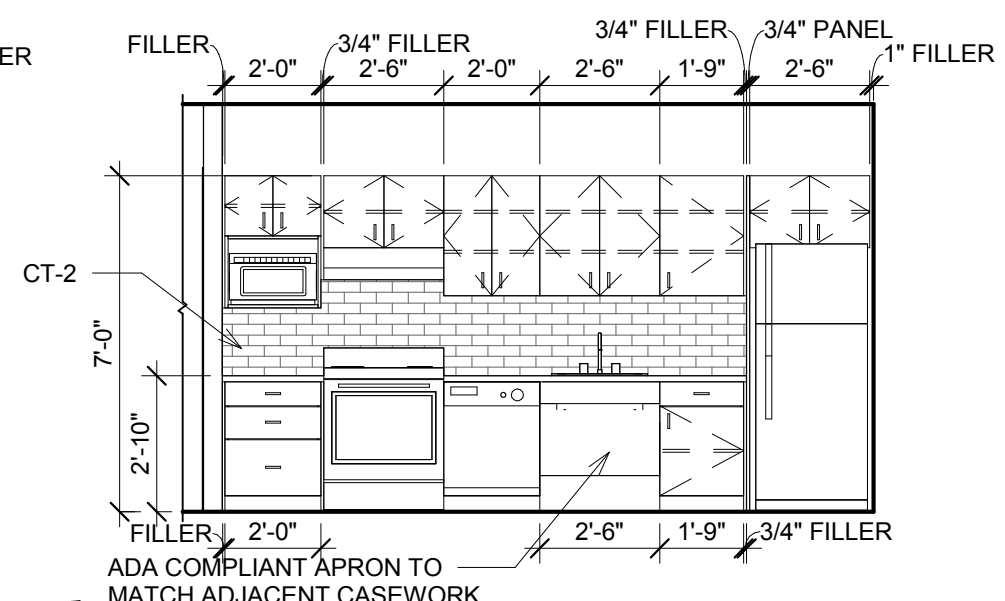 ER
FILLER
3/4" FILLER
3/4" FILLER
3/4" PANEL
1" FILLER
2'-0"
2'-6"
2'-0"
2'-6"
1'-9"
2'-6"
CT-2
7'-0"
2'-10"
FILLER
2'-0"
2'-6"
1'-9"
3/4" FILLER
ADA COMPLIANT APRON TO
MATCH ADJACENT CASEWORK